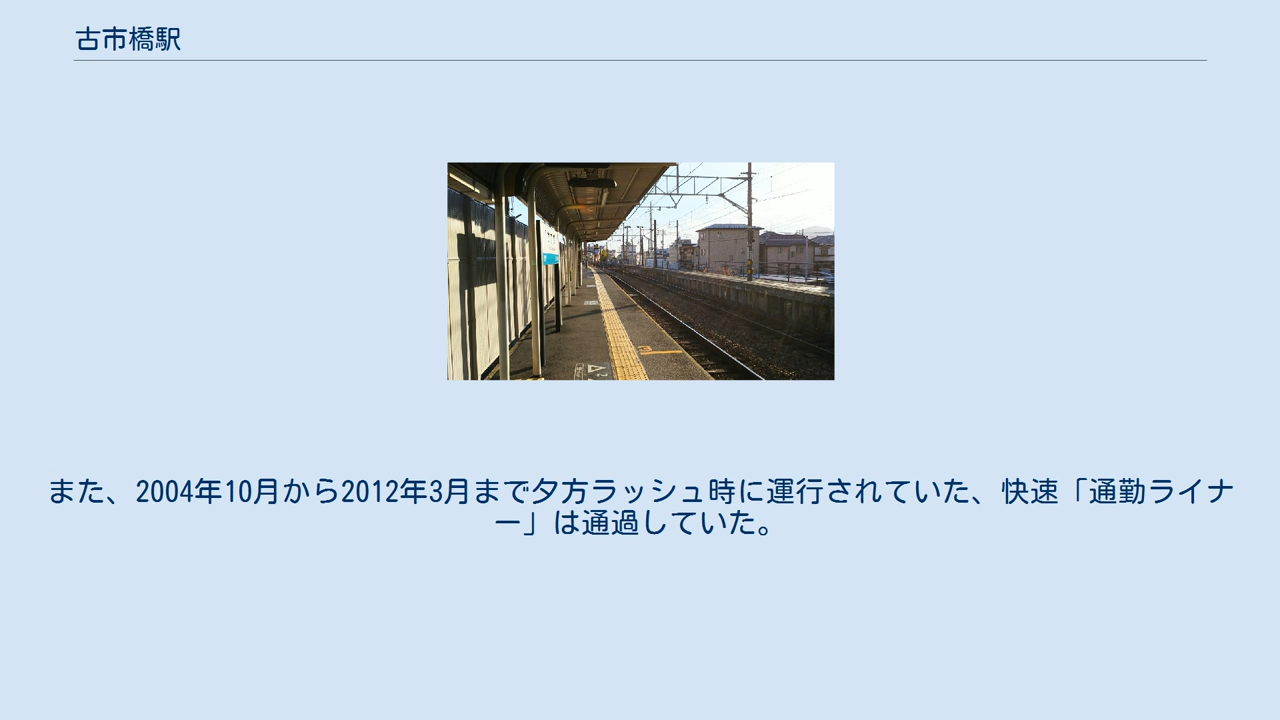 古市橋駅
また、2004年10月から2012年3月まで夕方ラッシュ時に運行されていた、快速「通勤ライナ
ー」は通過していた。